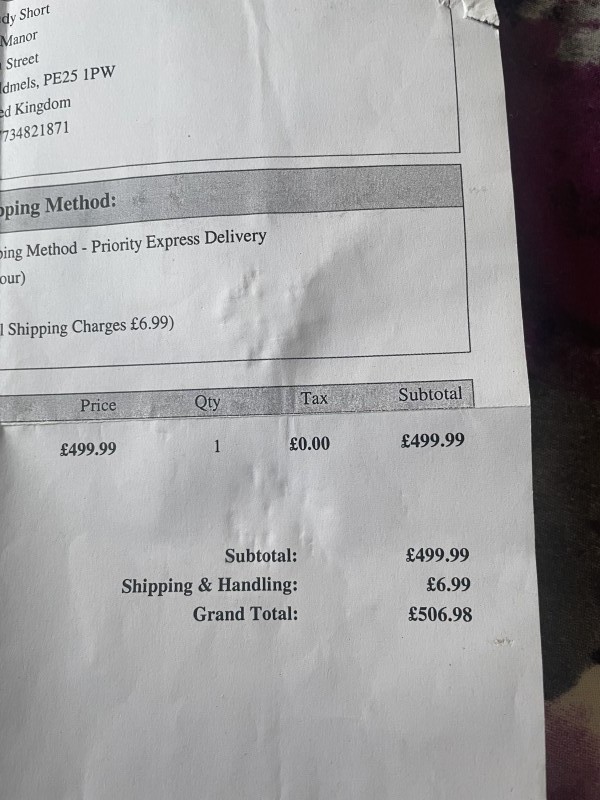 dy Short
Manor
Street
dmels, PE25 1PW
ed Kingdom
734821871
pping Method:
ping Method - Priority Express Delivery
our)
l Shipping Charges £6.99)
Price Qty Tax Subtotal
£499.99 1 £0.00 £499.99
Subtotal: £499.99
Shipping & Handling: £6.99
Grand Total: £506.98